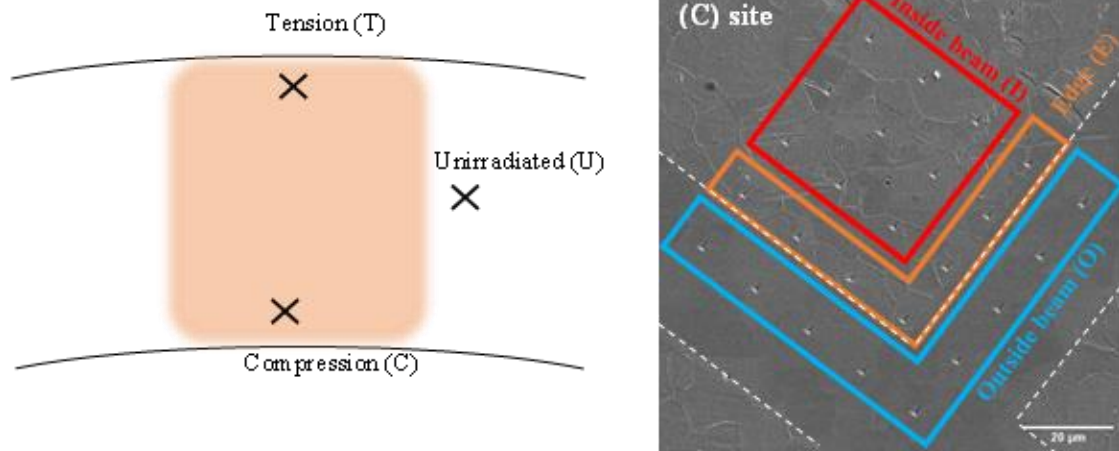 Tension (T)
Unirradiated (U)
Compression (C)
(C) site
Inside beam (I)
Edge (E)
Outside beam (O)
20 μm